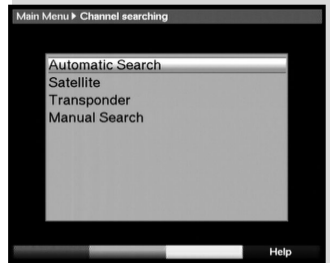 Main Menu ▶ Channel searching
Automatic Search
Satellite
Transponder
Manual Search
Help